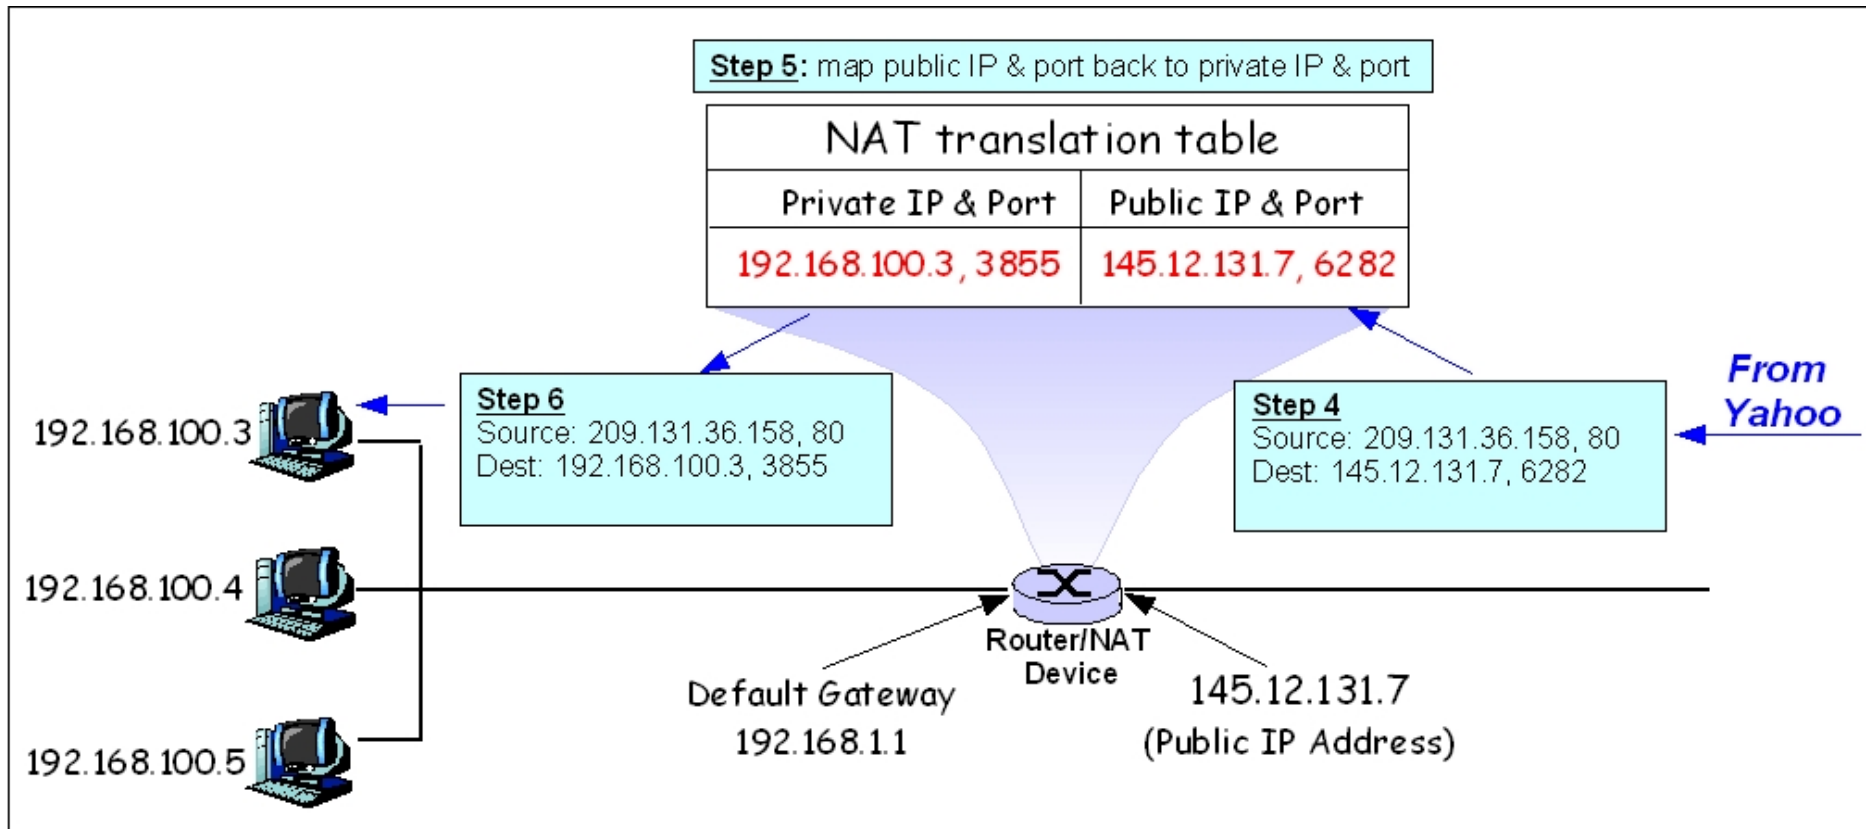 Step 5: map public IP & port back to private IP & port
NAT translation table
Private IP & Port
Public IP & Port
192.168.100.3, 3855
145.12.131.7, 6282
From
Yahoo
Step 6
Source: 209.131.36.158, 80
Dest: 192.168.100.3, 3855
Step 4
Source: 209.131.36.158, 80
Dest: 145.12.131.7, 6282
192.168.100.3
192.168.100.4
192.168.100.5
Router/NAT
Device
Default Gateway
192.168.1.1
145.12.131.7
(Public IP Address)